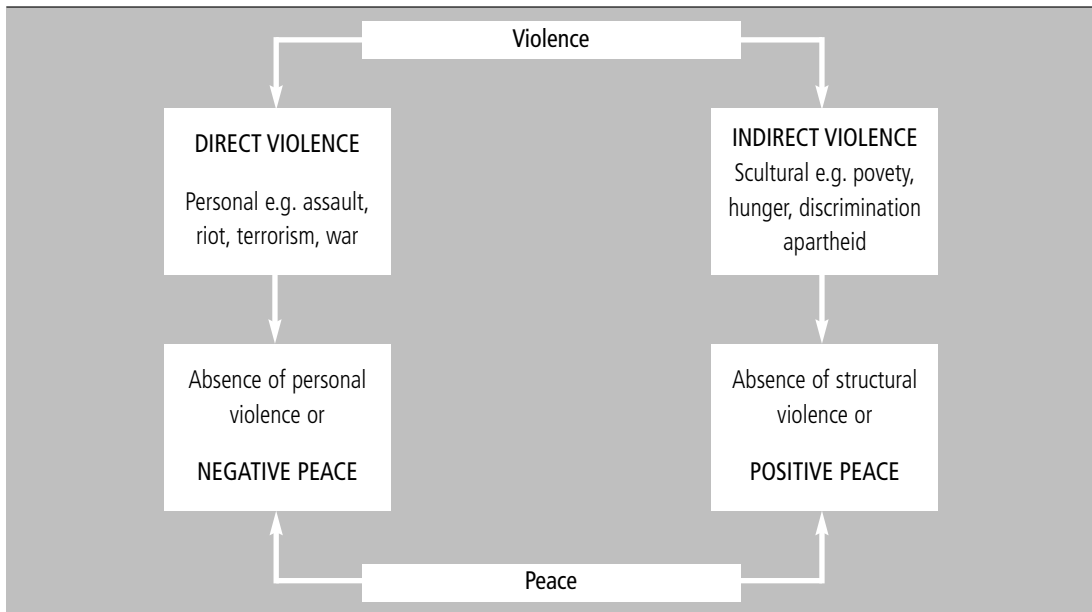 Violence
DIRECT VIOLENCE
Personal e.g. assault,
riot, terrorism, war
INDIRECT VIOLENCE
Scultural e.g. povety,
hunger, discrimination
apartheid
Absence of personal
violence or
NEGATIVE PEACE
Absence of structural
violence or
POSITIVE PEACE
Peace